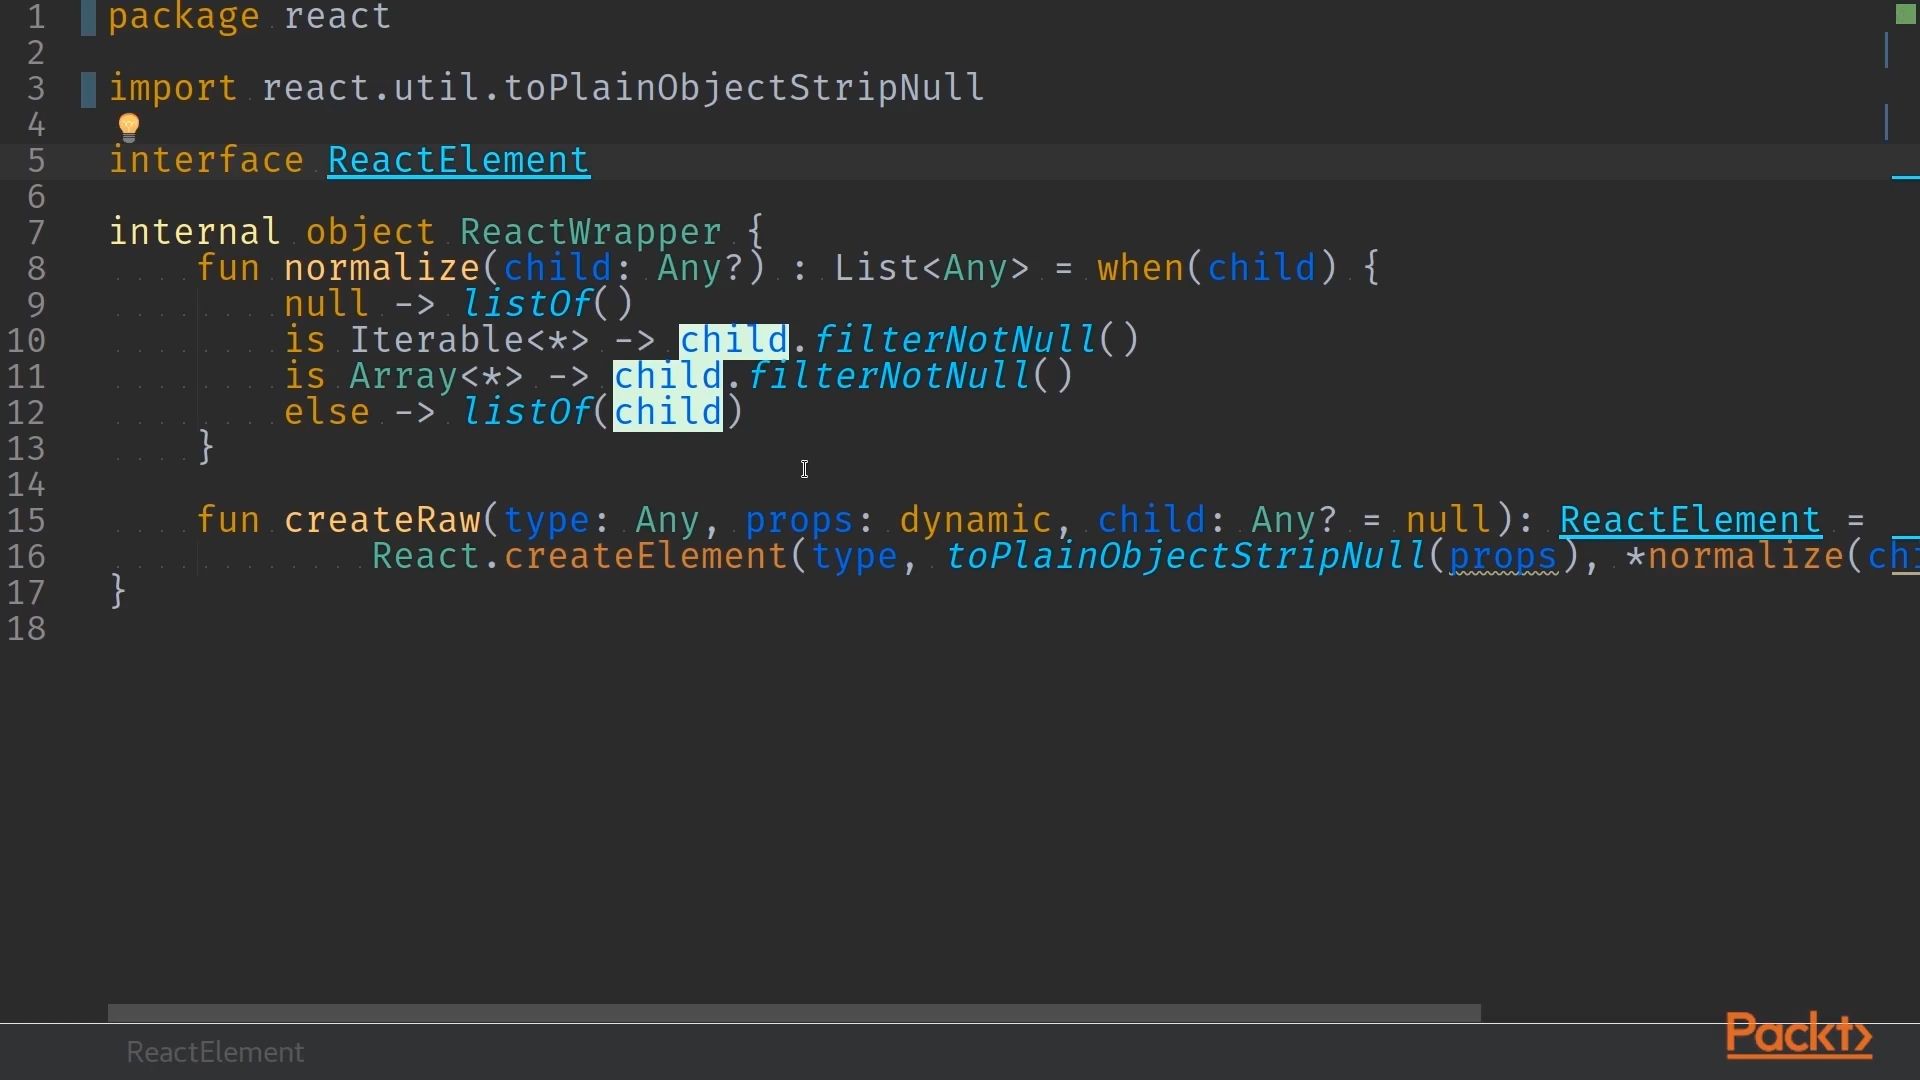 1 package react
2
3 import react.util.toPlainObjectStripNull
4
5 interface ReactElement
6
7 internal object ReactWrapper {
8     fun normalize(child: Any?) : List<Any> = when(child) {
9         null -> listOf()
10         is Iterable<*> -> child.filterNotNull()
11         is Array<*> -> child.filterNotNull()
12         else -> listOf(child)
13     }
14
15     fun createRaw(type: Any, props: dynamic, child: Any? = null): ReactElement =
16             React.createElement(type, toPlainObjectStripNull(props), *normalize(chi
17 }
18
ReactElement
Packt>